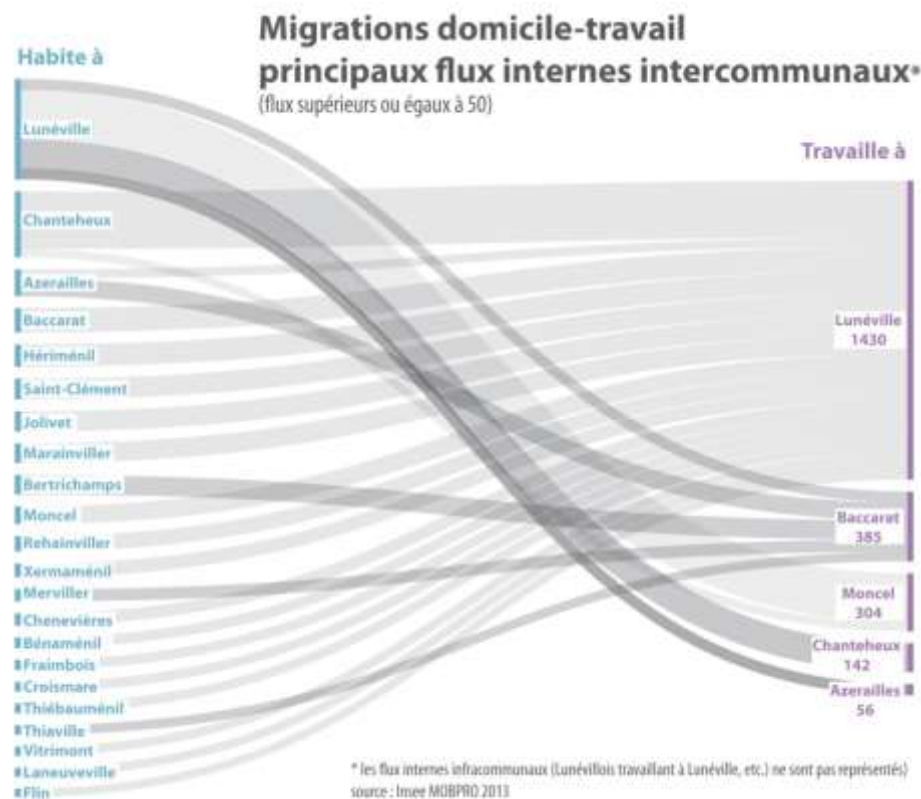 Migrations domicile-travail
principaux flux internes intercommunaux*
(flux supérieurs ou égaux à 50)
Habite à
Lunéville
Chanteheux
Azerailles
Baccarat
Hériménil
Saint-Clément
Jolivet
Marainviller
Bertrichamps
Moncel
Rehainviller
Xermaménil
Merviller
Chenevières
Bénaménil
Fraimbois
Croismare
Thiébauménil
Thiaville
Vitrimont
Laneuveville
Flin
Travaille à
Lunéville
1430
Baccarat
385
Moncel
304
Chanteheux
142
Azerailles
56
* les flux internes infracommunaux (Lunévillois travaillant à Lunéville, etc.) ne sont pas représentés)
source : Insee MOBPRO 2013